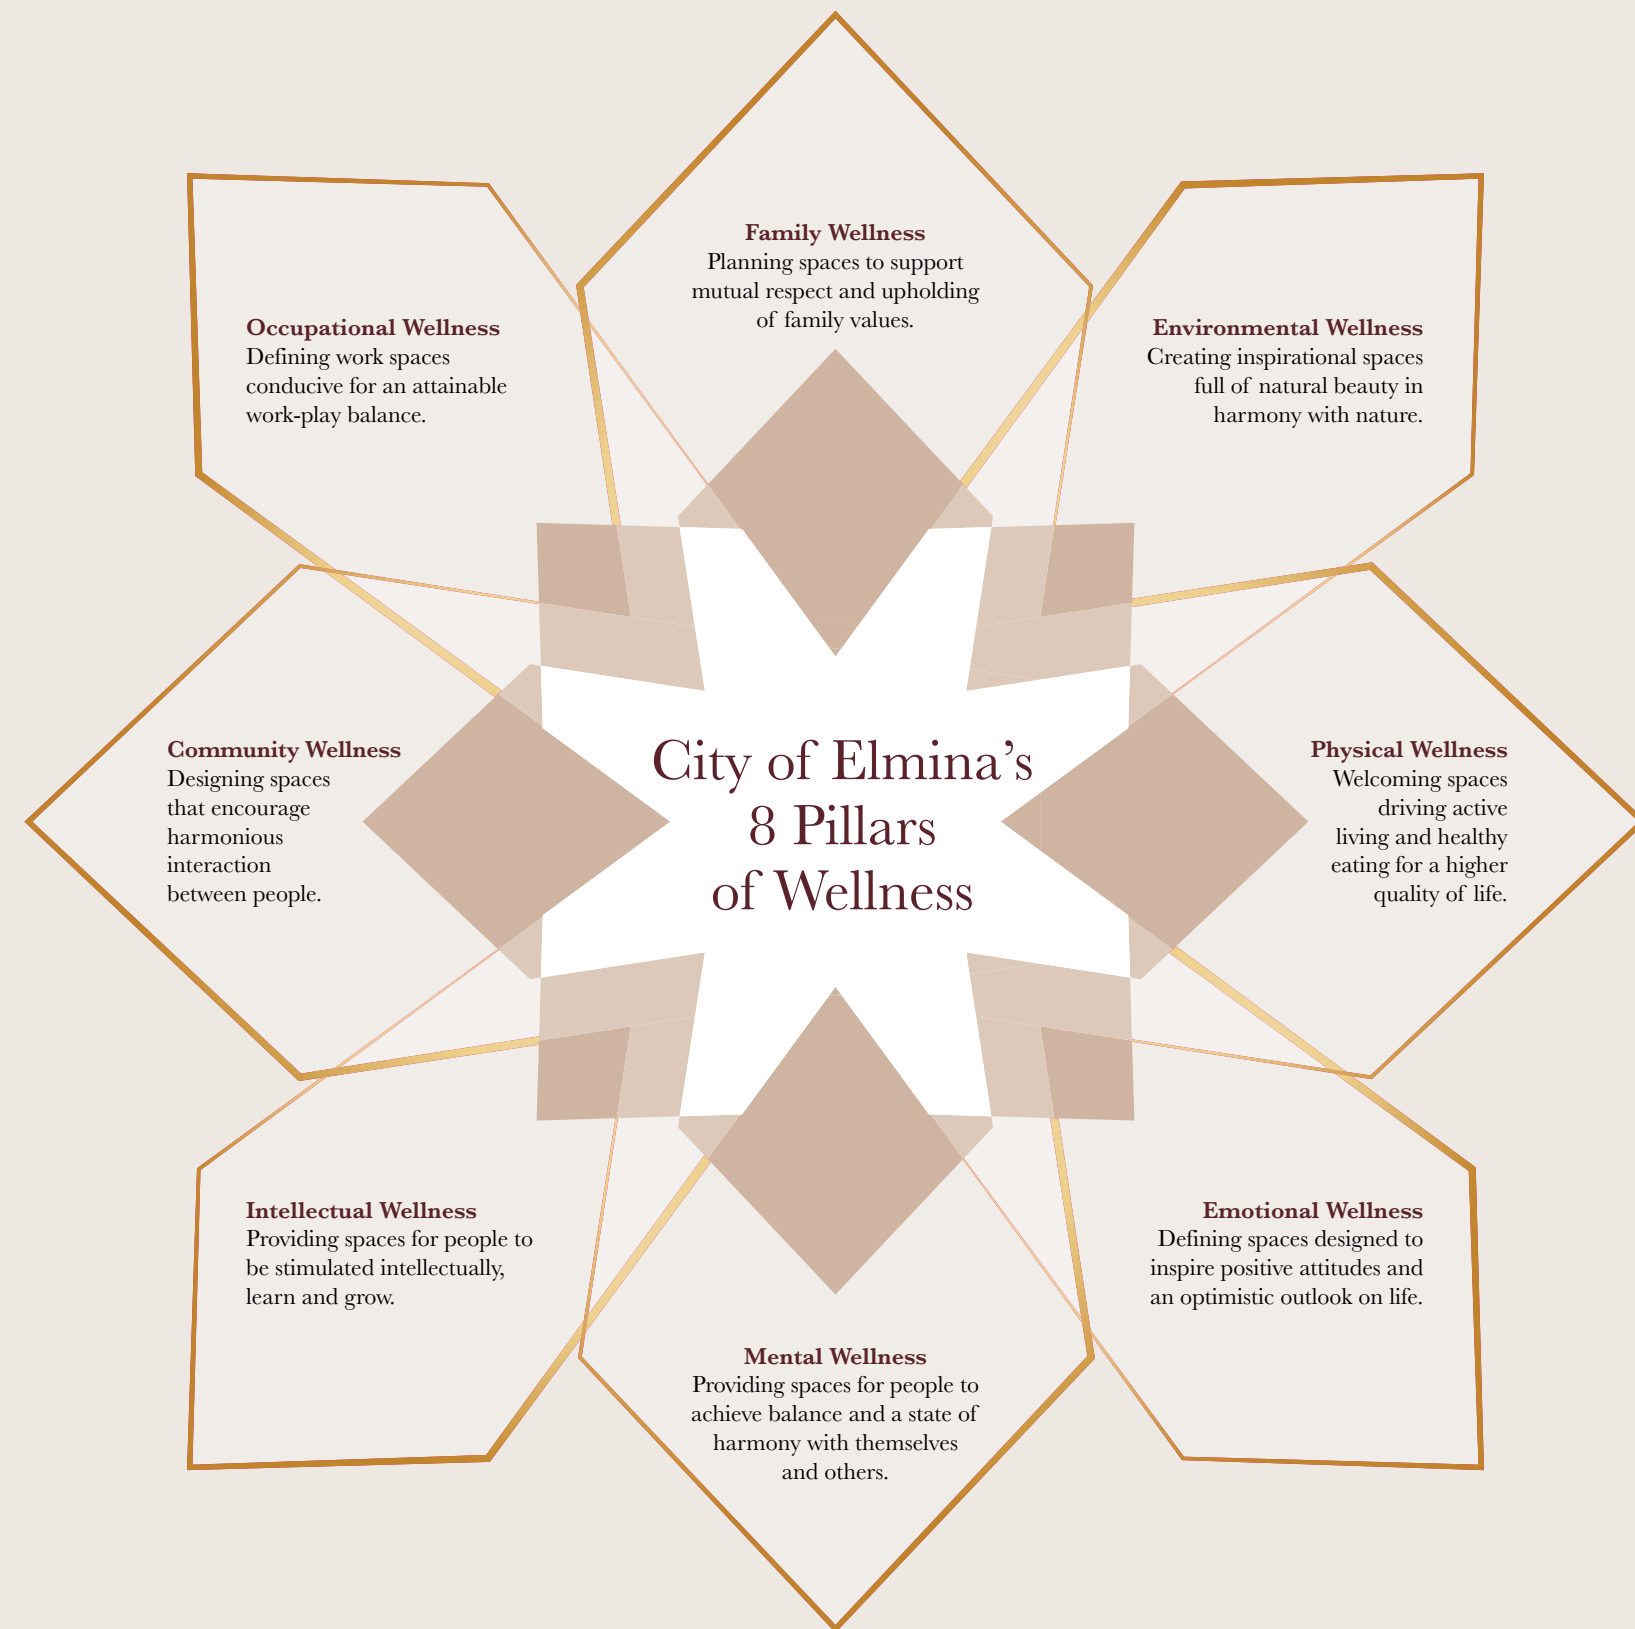 Family Wellness
Planning spaces to support
mutual respect and upholding
of family values.
Occupational Wellness
Defining work spaces
conducive for an attainable
work-play balance.
Environmental Wellness
Creating inspirational spaces
full of natural beauty in
harmony with nature.
Community Wellness
Designing spaces
that encourage
harmonious
interaction
between people.
City of Elmina’s
8 Pillars
of Wellness
Physical Wellness
Welcoming spaces
driving active
living and healthy
eating for a higher
quality of life.
Intellectual Wellness
Providing spaces for people to
be stimulated intellectually,
learn and grow.
Emotional Wellness
Defining spaces designed to
inspire positive attitudes and
an optimistic outlook on life.
Mental Wellness
Providing spaces for people to
achieve balance and a state of
harmony with themselves
and others.